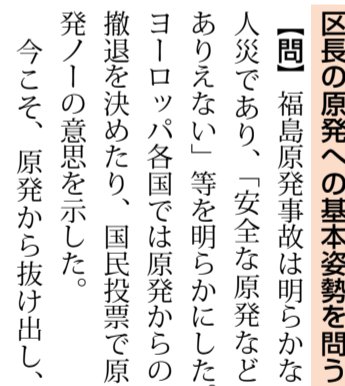 区長の原発への基本姿勢を問う
【問】 福島原発事故は明らかな
人災であり、「安全な原発など
ありえない」等を明らかにした。
ヨーロッパ各国では原発からの
撤退を決めたり、国民投票で原
発ノーの意思を示した。
今こそ、原発から抜け出し、